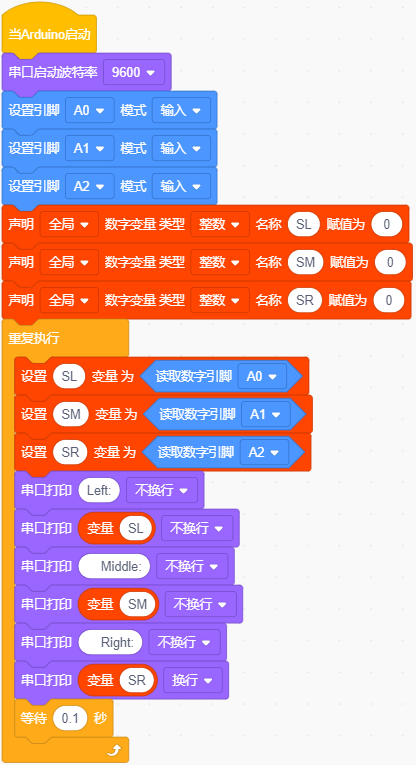 当Arduino启动
串口启动波特率 9600
设置引脚 A0 模式 输入
设置引脚 A1 模式 输入
设置引脚 A2 模式 输入
声明 全局 数字变量 类型 整数 名称 SL 赋值为 0
声明 全局 数字变量 类型 整数 名称 SM 赋值为 0
声明 全局 数字变量 类型 整数 名称 SR 赋值为 0
重复执行
设置 SL 变量 为 读取数字引脚 A0
设置 SM 变量 为 读取数字引脚 A1
设置 SR 变量 为 读取数字引脚 A2
串口打印 Left: 不换行
串口打印 变量 SL 不换行
串口打印 Middle: 不换行
串口打印 变量 SM 不换行
串口打印 Right: 不换行
串口打印 变量 SR 换行
等待 0.1 秒